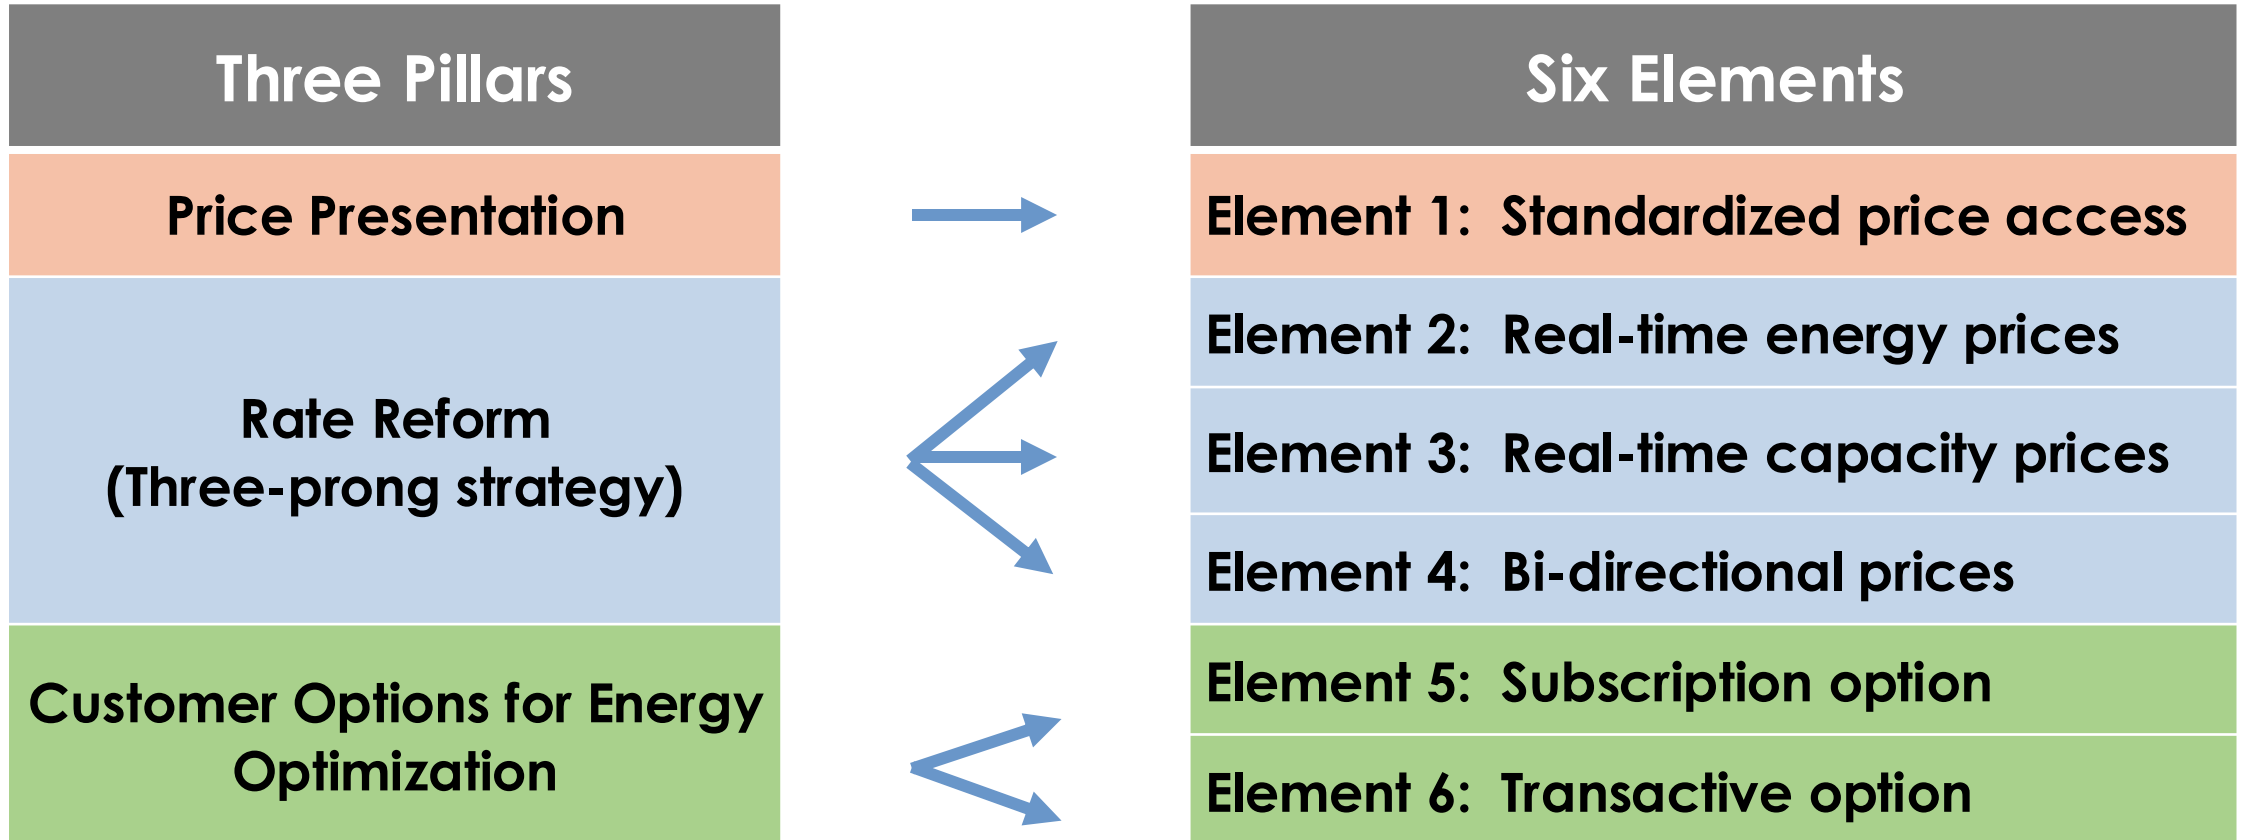 Three Pillars
Six Elements
Price Presentation
Element 1: Standardized price access
Rate Reform
(Three-prong strategy)
Element 2: Real-time energy prices
Element 3: Real-time capacity prices
Element 4: Bi-directional prices
Customer Options for Energy
Optimization
Element 5: Subscription option
Element 6: Transactive option